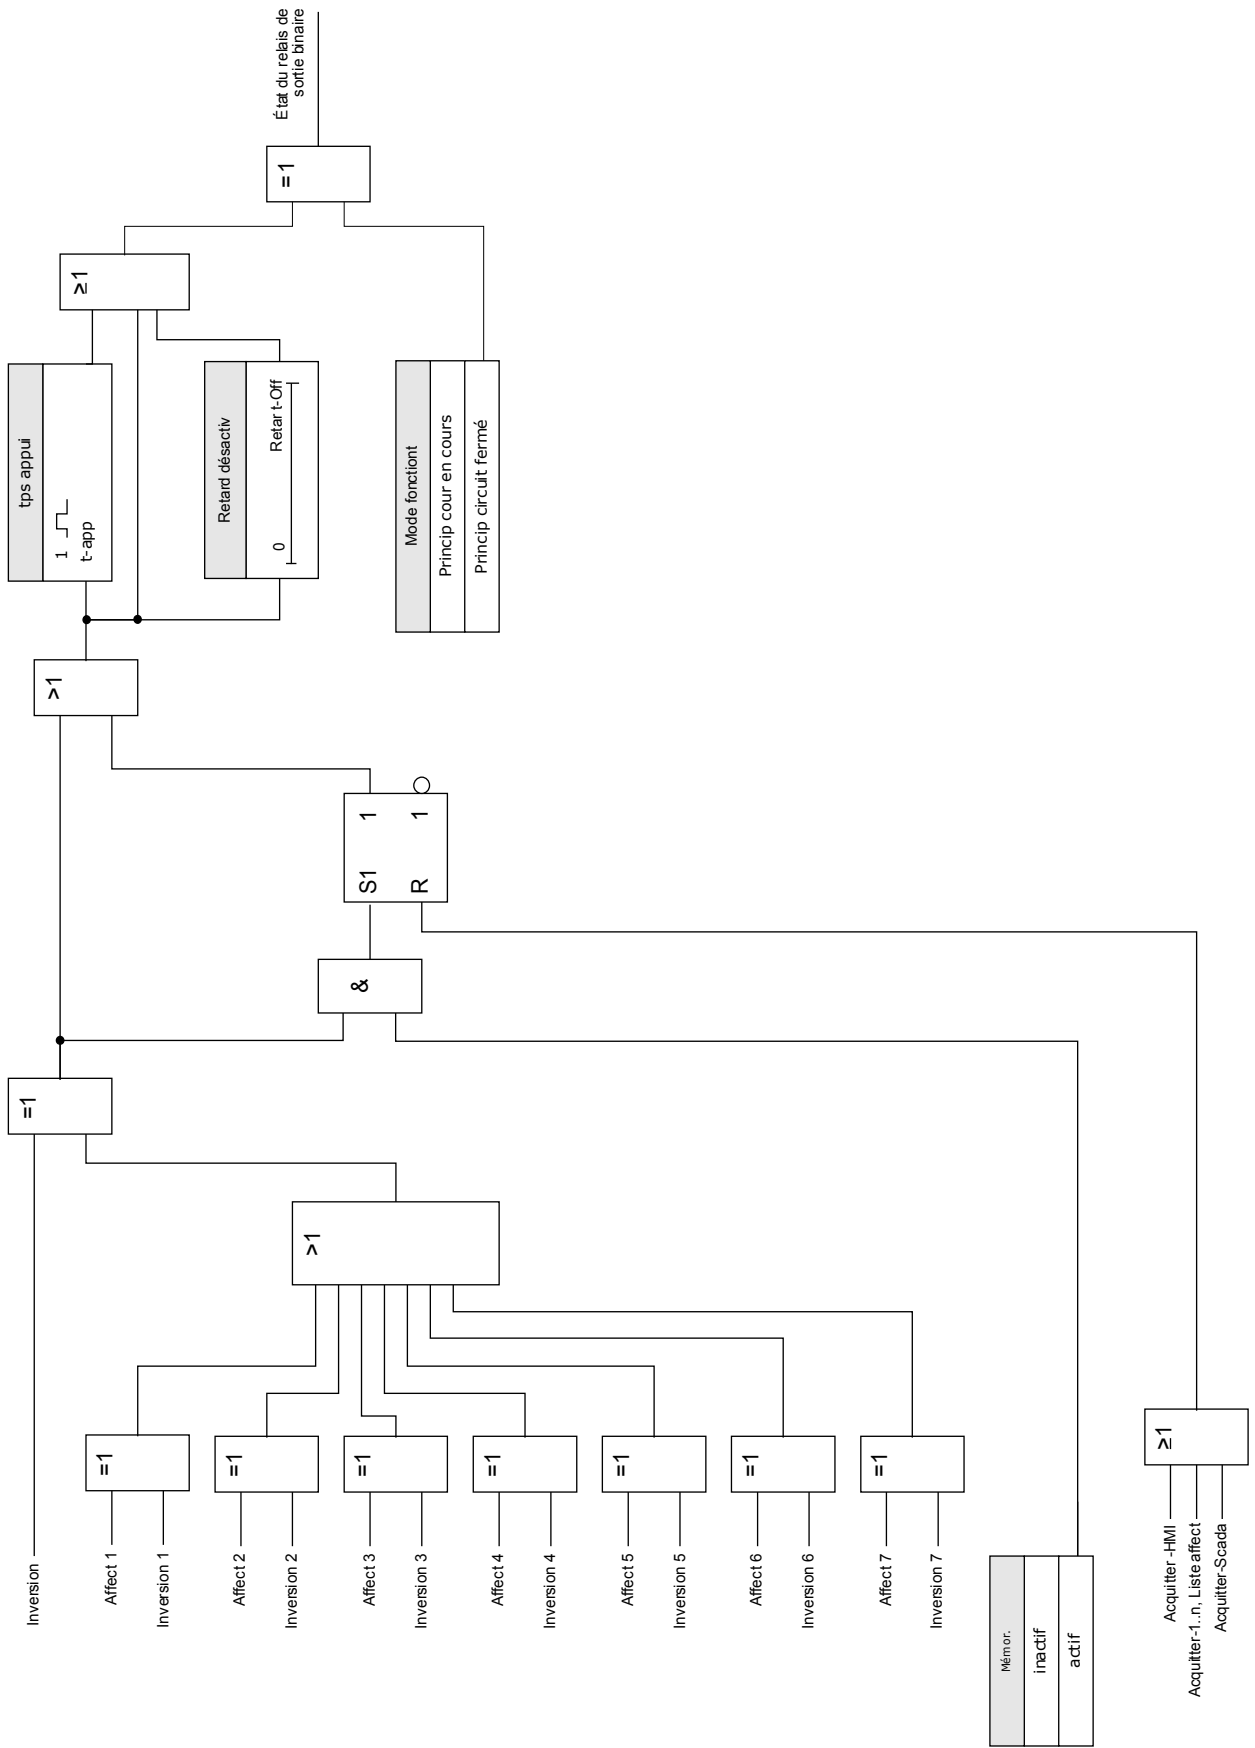 Inversion
Affect 1
Inversion 1
Affect 2
Inversion 2
Affect 3
Inversion 3
Affect 4
Inversion 4
Affect 5
Inversion 5
Affect 6
Inversion 6
Affect 7
Inversion 7
Mémor.
inactif
actif
Acquitter -HMI
Acquitter-1..n, Liste affect
Acquitter-Scada
=1
=1
=1
=1
=1
=1
=1
≥1
>1
=1
&
S1 1
R 1
>1
tps appui
1
t-app
Retard désactiv
0 Retar t-Off
Mode fonctiont
Princip cour en cours
Princip circuit fermé
≥1
=1
État du relais de
sortie binaire